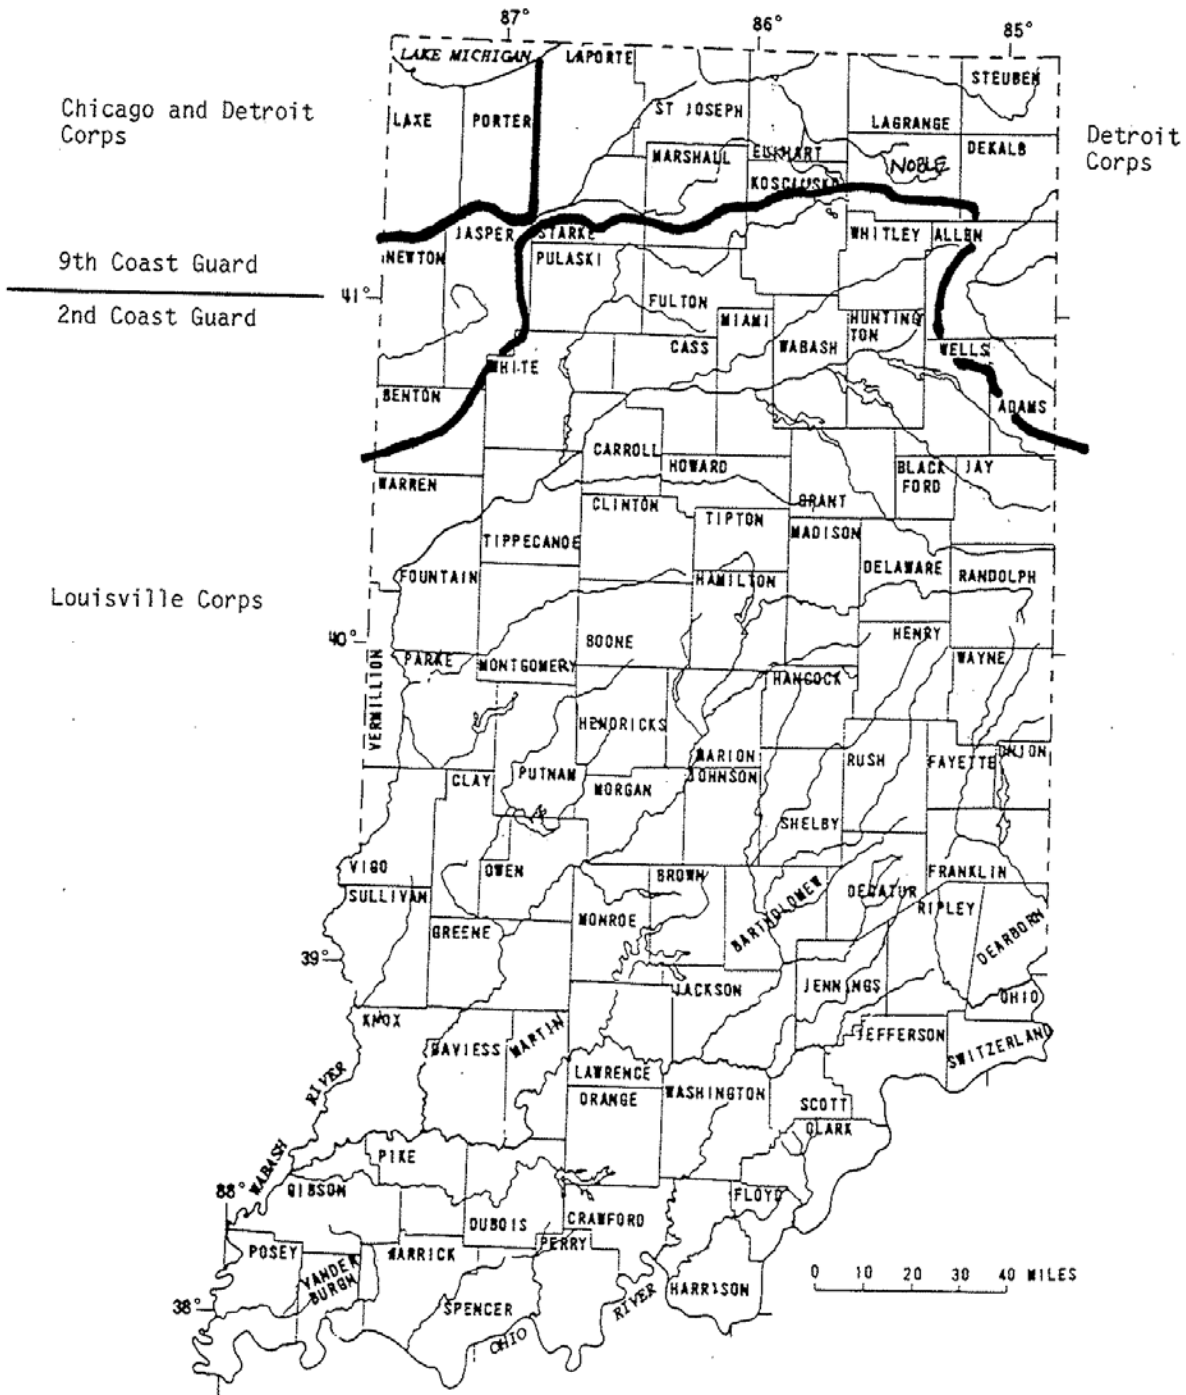 87° 86° 85°
LAKE MICHIGAN LAPORTE
STEUBEN
Chicago and Detroit
Corps
LAKE PORTER ST JOSEPH LAGRANGE
Detroit
Corps
MARSHALL ELKHART NOBLE DEKALB
KOSCIUSKO
JASPER STARKE WHITLEY ALLEN
NEWTON PULASKI
9th Coast Guard
41°
2nd Coast Guard
FULTON MIAMI HUNTING
TON
CASS WABASH WELLS
WHITE
BENTON ADAMS
CARROLL
HOWARD BLACK JAY
FORD
WARREN
CLINTON GRANT
TIPTON MADISON
TIPPECANOE
FOUNTAIN HAMILTON DELAWARE RANDOLPH
Louisville Corps
40°
BOONE HENRY
PARKE MONTGOMERY WAYNE
HANCOCK
VERMILLION
HENDRICKS
MARION RUSH FAYETTE UNION
CLAY PUTNAM JOHNSON
MORGAN
SHELBY
VIGO OWEN BROWN FRANKLIN
SULLIVAN DECATUR
RIPLEY
MONROE BARTHOLOMEW
GREENE DEARBORN
39°
JACKSON JENNINGS
OHIO
KNOX
DAVIESS MARTIN JEFFERSON SWITZERLAND
LAWRENCE
ORANGE WASHINGTON
SCOTT
CLARK
WABASH RIVER
PIKE
88° GIBSON FLOYD
DUBOIS CRAWFORD
POSEY WARRICK PERRY
VANDER
BURGH
HARRISON
0 10 20 30 40 MILES
38°
SPENCER
OHIO RIVER